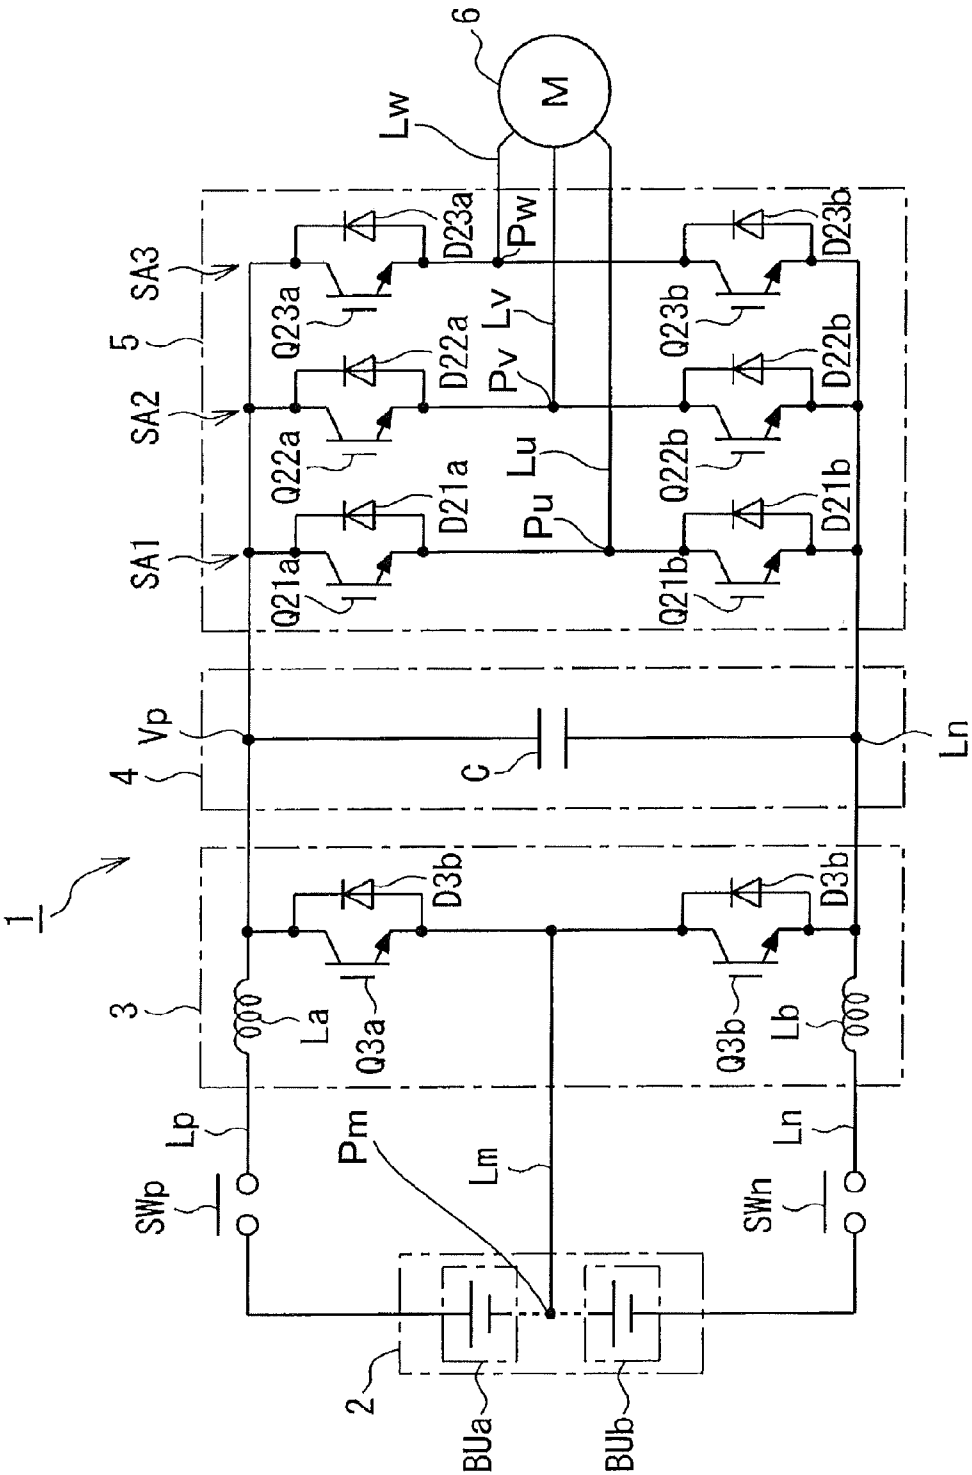 1
3
4
5
SWp
Vp
SA1
SA2
SA3
Lp
La
Q21a
Q22a
Q23a
2
Pm
Q3a
Lw
6
D3b
D21a
D22a
D23a
BUa
Lm
C
Pv
Lv
Pw
Pu
Lu
M
BUb
Q21b
Q22b
Q23b
Q3b
SWn
Ln
Lb
D3b
D21b
D22b
D23b
Ln